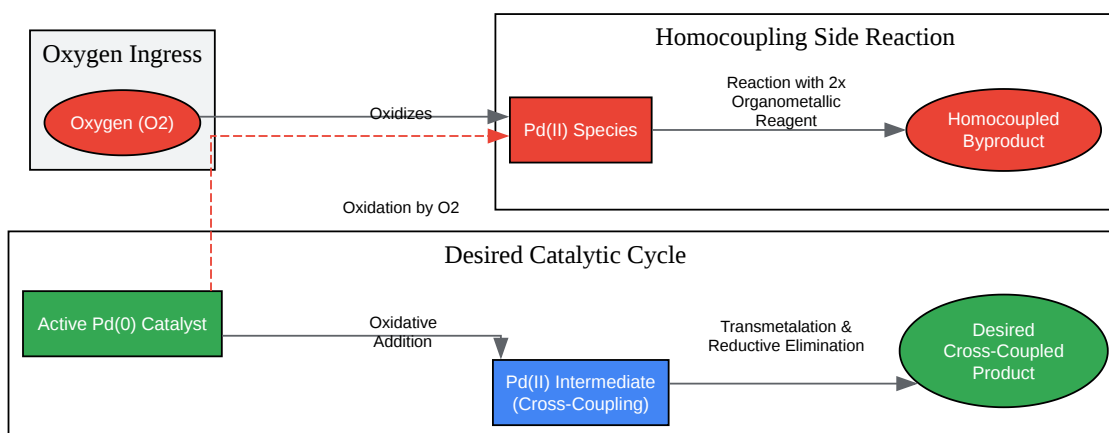 Homocoupling Side Reaction
Oxygen Ingress
Oxygen (O2)
Oxidizes
Pd(II) Species
Reaction with 2x
Organometallic
Reagent
Homocoupled
Byproduct
Oxidation by O2
Desired Catalytic Cycle
Active Pd(0) Catalyst
Oxidative
Addition
Pd(II) Intermediate
(Cross-Coupling)
Transmetalation &
Reductive Elimination
Desired
Cross-Coupled
Product